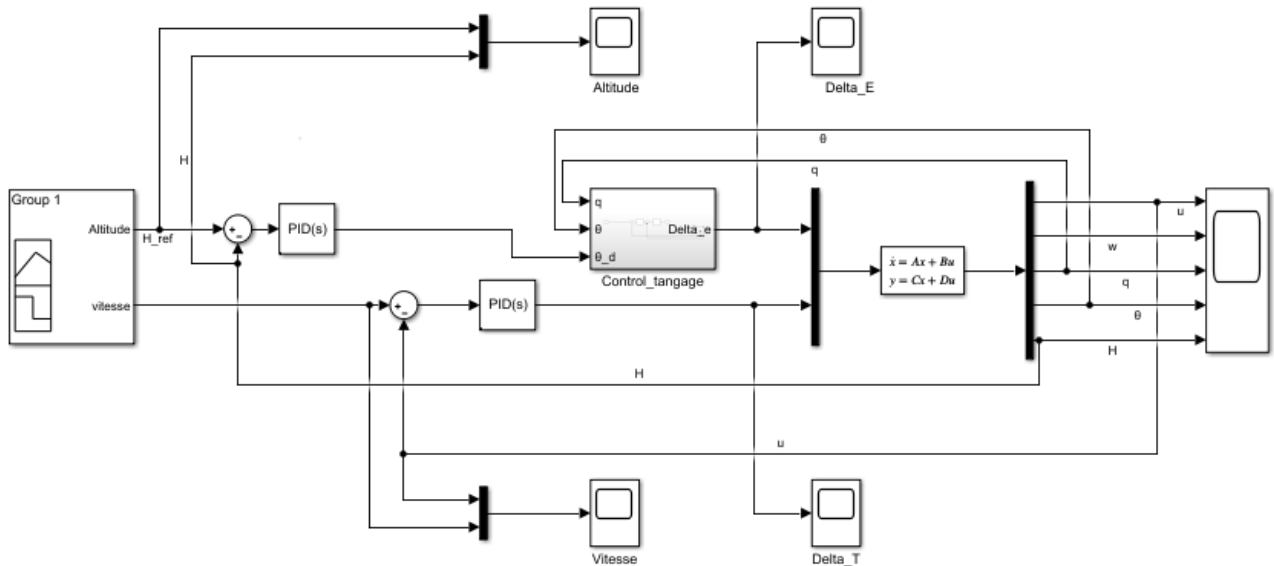 Altitude
Delta_E
θ
H
q
Group 1
Altitude
H_ref
+
-
PID(s)
q
θ
θ_d
Delta_e
Control_tangage
u
w
q
θ
H
ẋ = Ax + Bu
y = Cx + Du
vitesse
+
-
PID(s)
H
u
Vitesse
Delta_T